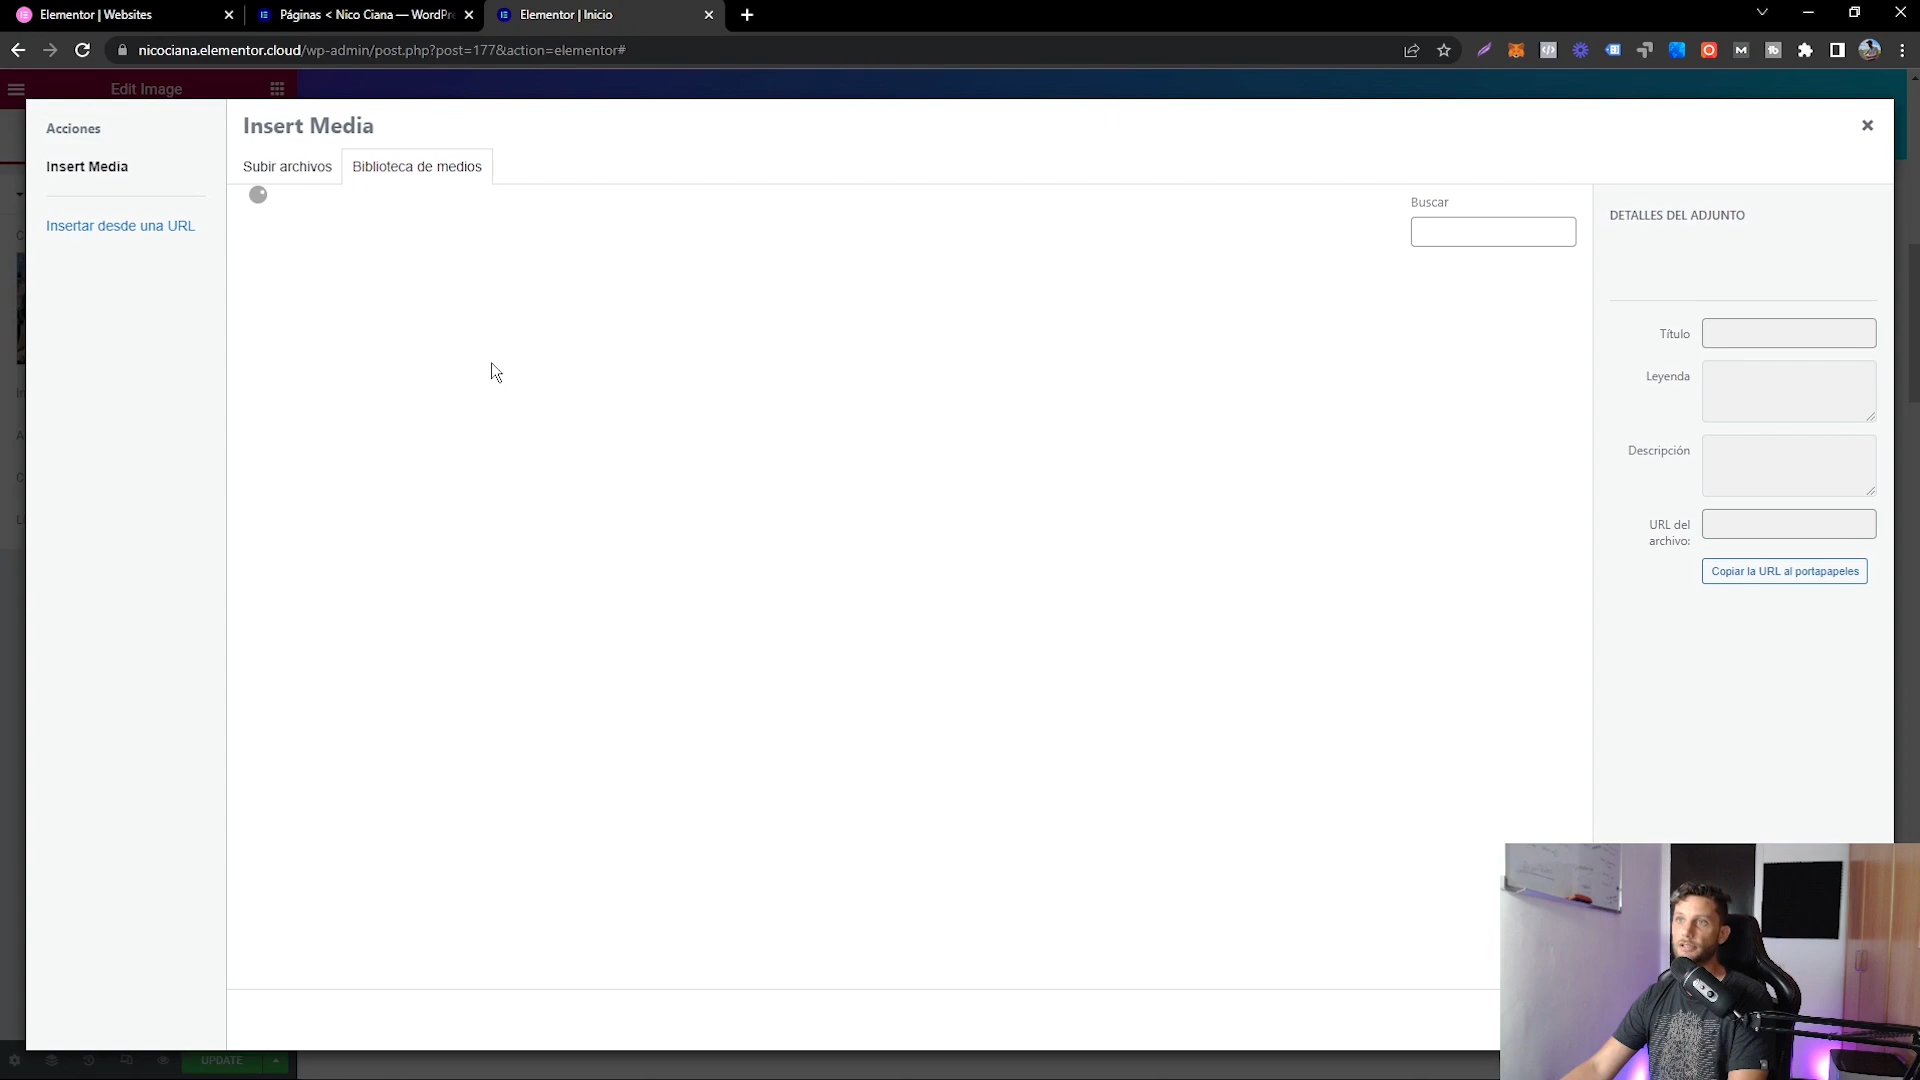 Elementor | Websites
Páginas < Nico Ciana — WordPre
Elementor | Inicio
nicociana.elementor.cloud/wp-admin/post.php?post=177&action=elementor#
Edit Image
Acciones
Insert Media
Insertar desde una URL
Insert Media
Subir archivos
Biblioteca de medios
Buscar
DETALLES DEL ADJUNTO
Título
Leyenda
Descripción
URL del
archivo:
Copiar la URL al portapapeles
UPDATE